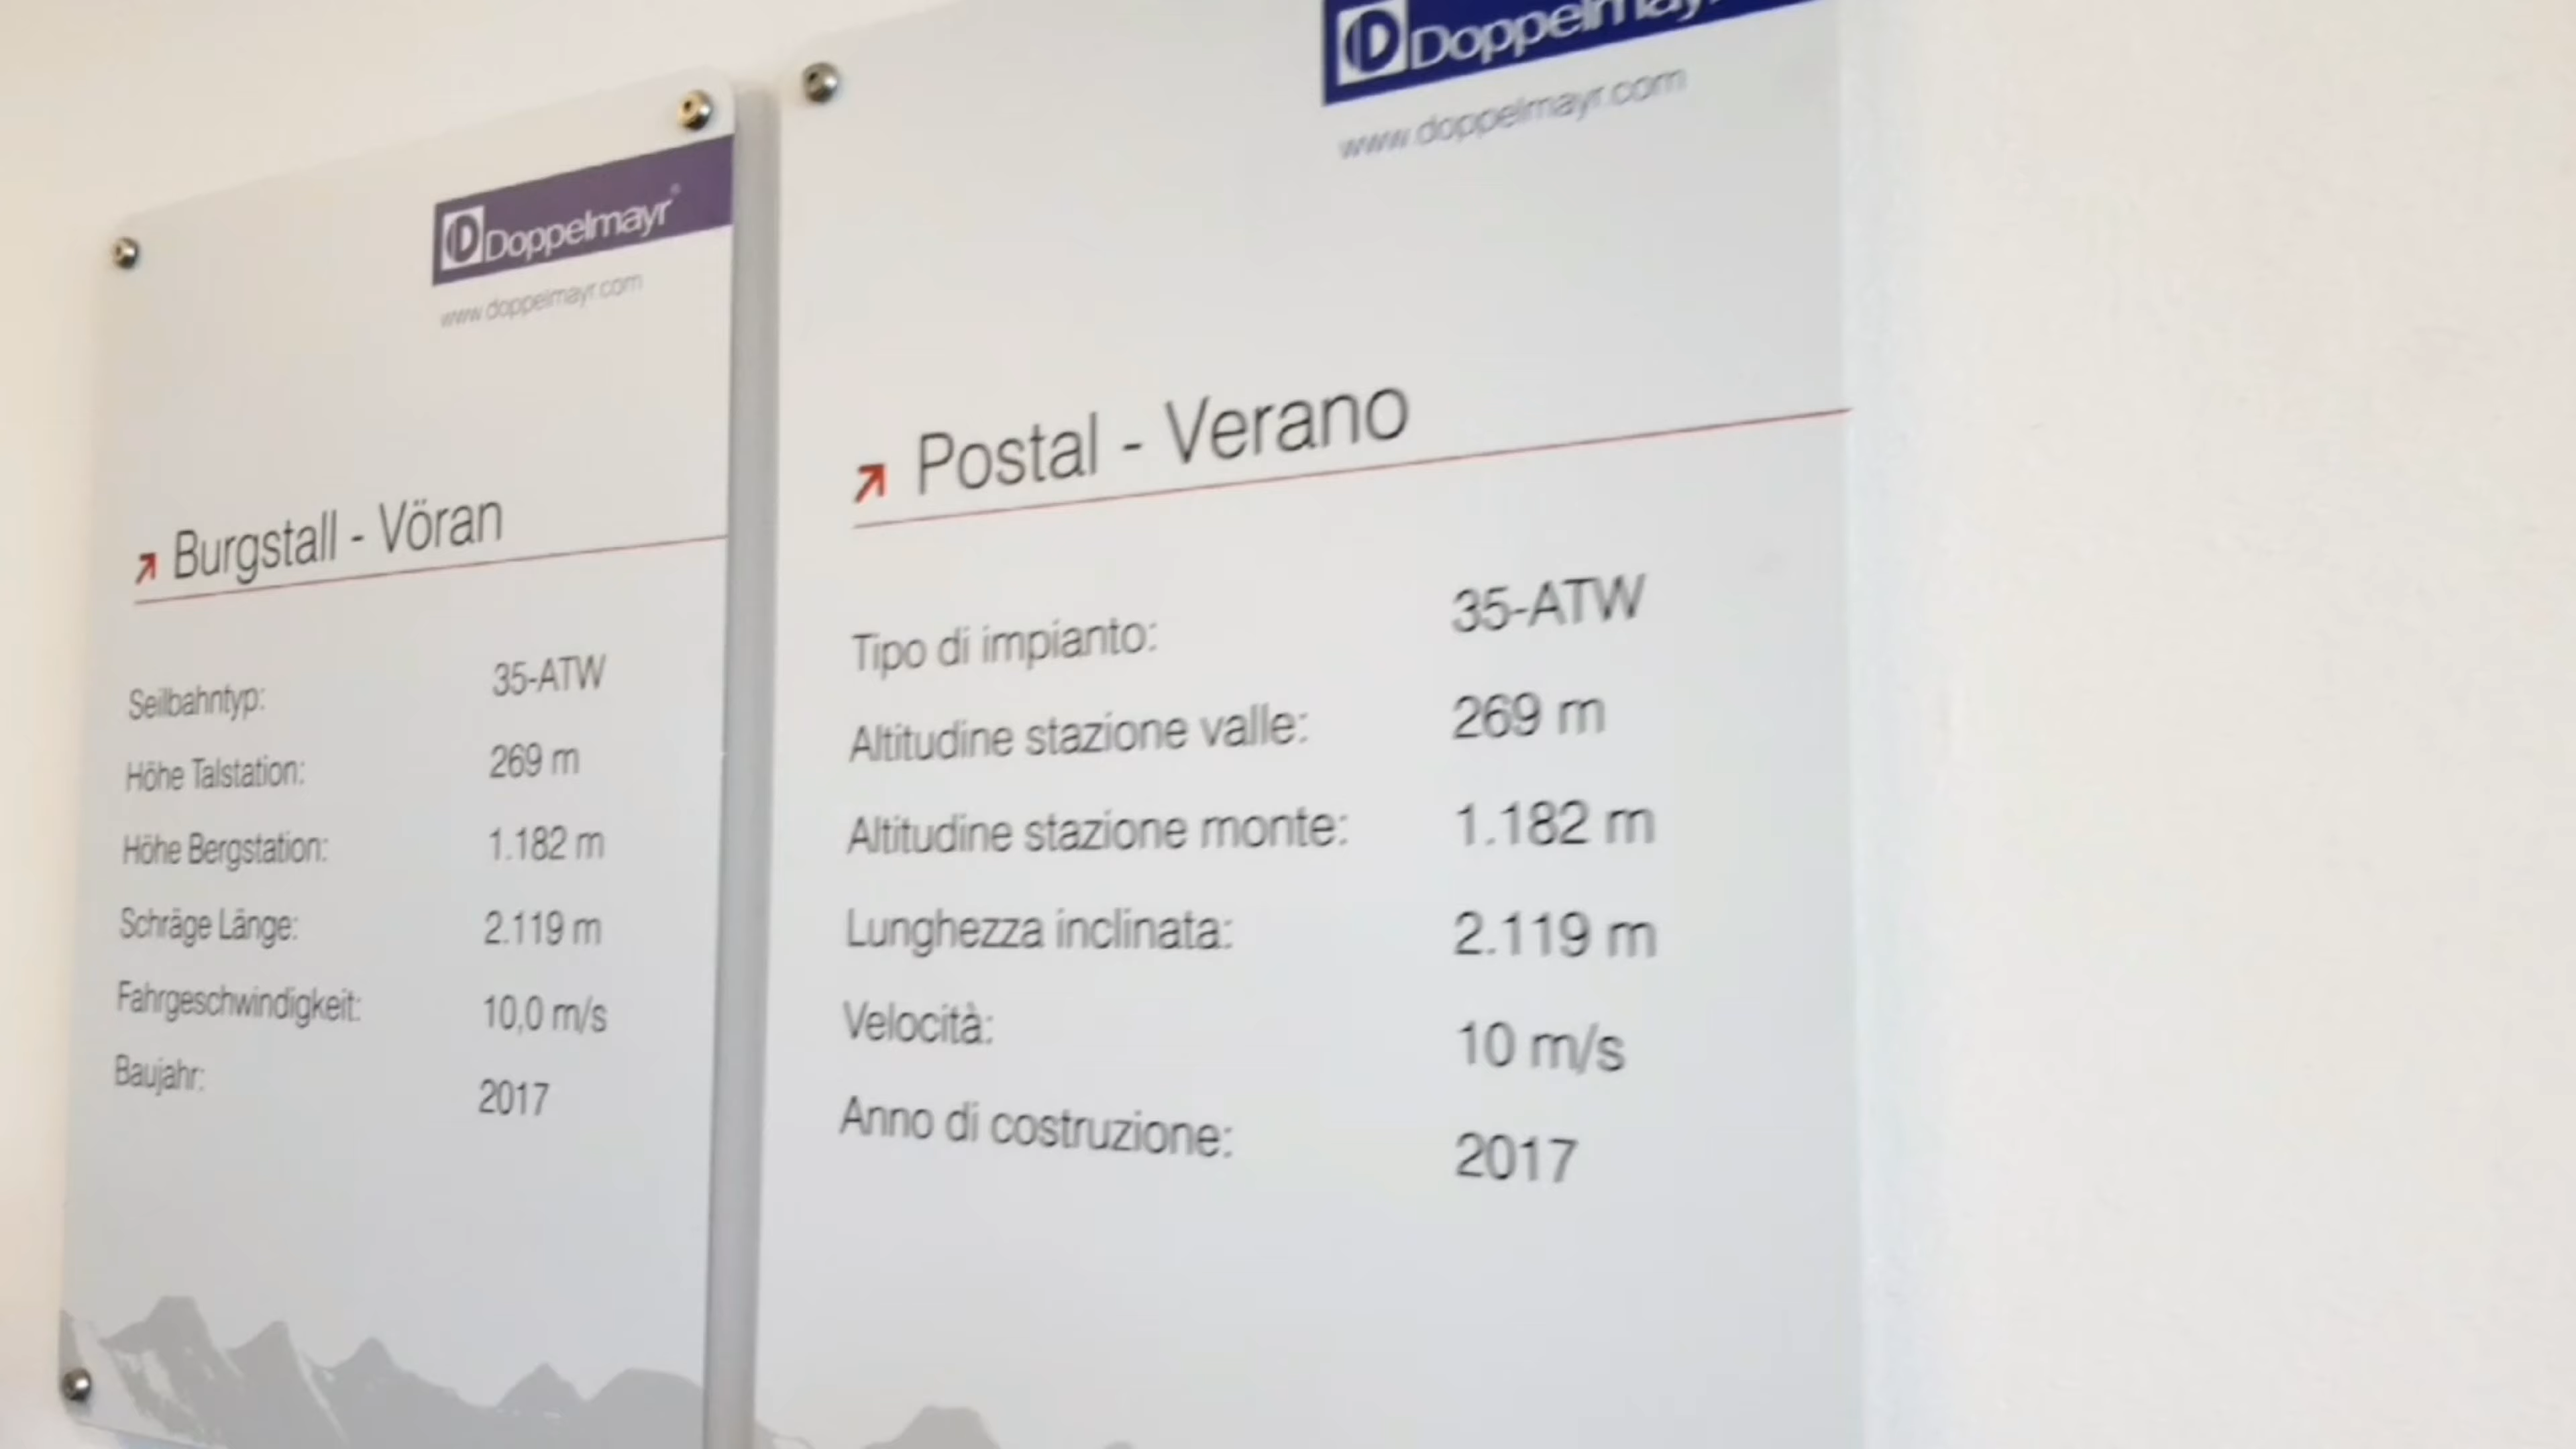 Doppelmayr®
www.doppelmayr.com
Burgstall - Vöran
Seilbahntyp: 35-ATW
Höhe Talstation: 269 m
Höhe Bergstation: 1.182 m
Schräge Länge: 2.119 m
Fahrgeschwindigkeit: 10,0 m/s
Baujahr: 2017
Doppelmayr
www.doppelmayr.com
Postal - Verano
Tipo di impianto: 35-ATW
Altitudine stazione valle: 269 m
Altitudine stazione monte: 1.182 m
Lunghezza inclinata: 2.119 m
Velocità: 10 m/s
Anno di costruzione: 2017